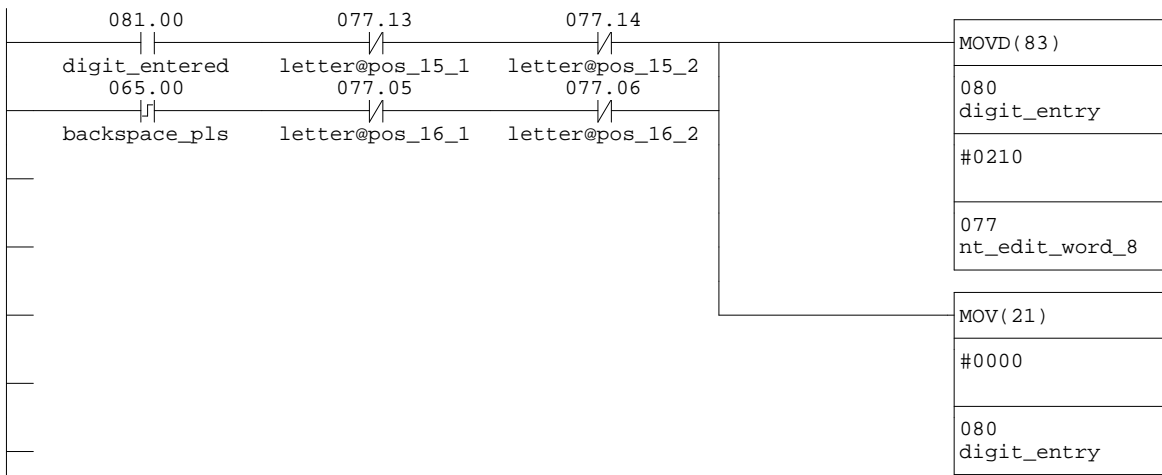 081.00 077.13 077.14
digit_entered letter@pos_15_1 letter@pos_15_2
065.00 077.05 077.06
backspace_pls letter@pos_16_1 letter@pos_16_2
MOVD(83)
080
digit_entry
#0210
077
nt_edit_word_8
MOV(21)
#0000
080
digit_entry